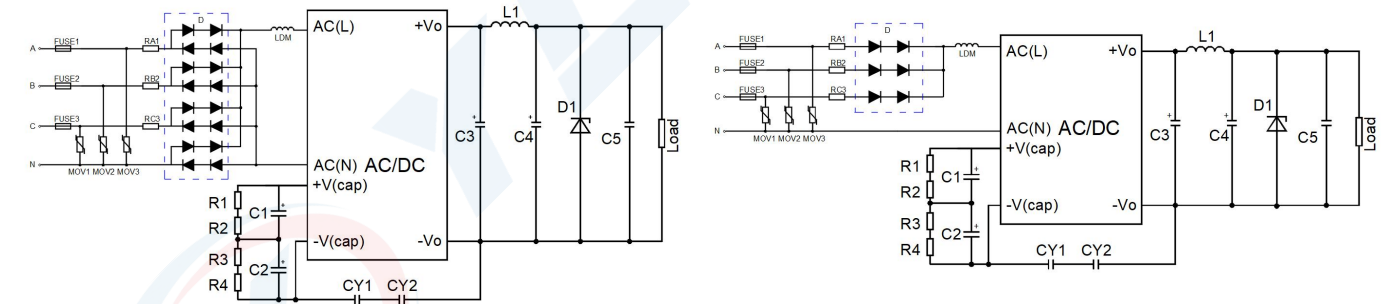 D
L1
AC(L)
+Vo
LDM
A
FUSE1
RA1
B
FUSE2
RB2
C
FUSE3
RC3
N
MOV1 MOV2 MOV3
D1
C3
+
C4
+
C5
Load
AC(N) AC/DC
+V(cap)
R1
C1
+
R2
-V(cap)
-Vo
R3
C2
+
R4
CY1
CY2
D
L1
AC(L)
+Vo
LDM
A
FUSE1
RA1
B
FUSE2
RB2
C
FUSE3
RC3
N
MOV1 MOV2 MOV3
D1
C3
+
C4
+
C5
Load
AC(N) AC/DC
+V(cap)
R1
C1
+
R2
-V(cap)
-Vo
R3
C2
+
R4
CY1
CY2